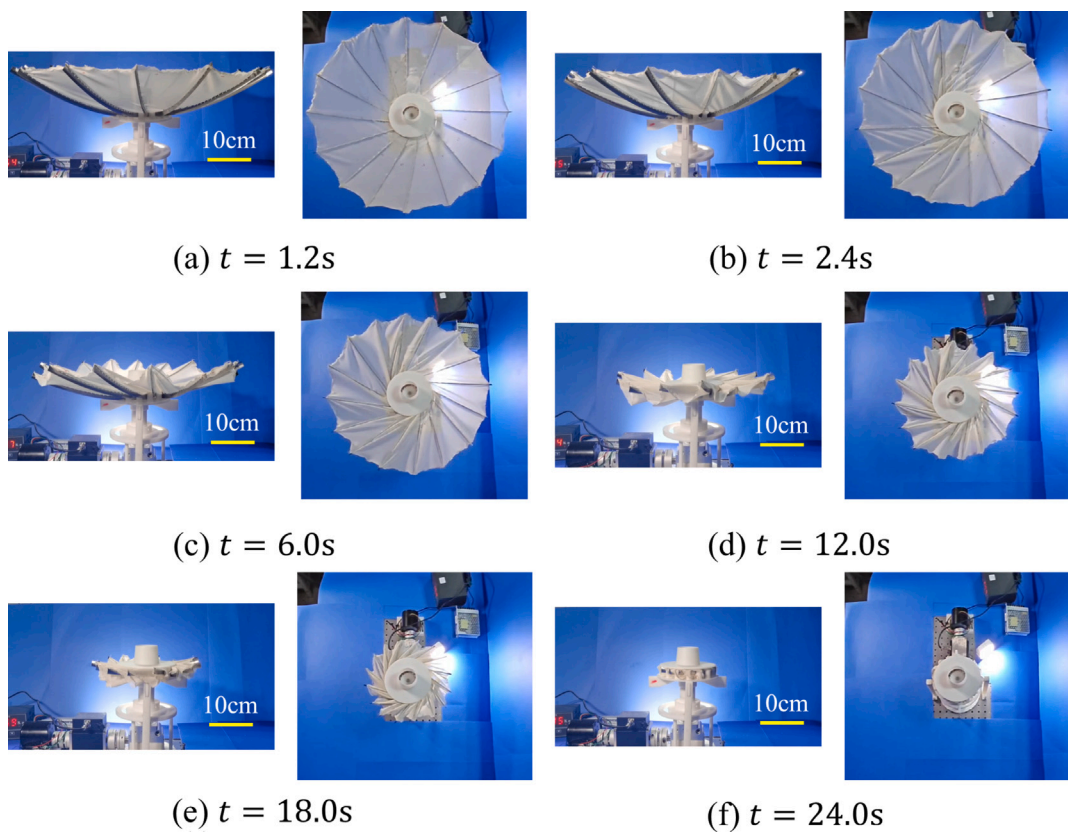 10cm
10cm
(a) t = 1.2s
(b) t = 2.4s
10cm
10cm
(c) t = 6.0s
(d) t = 12.0s
10cm
10cm
(e) t = 18.0s
(f) t = 24.0s